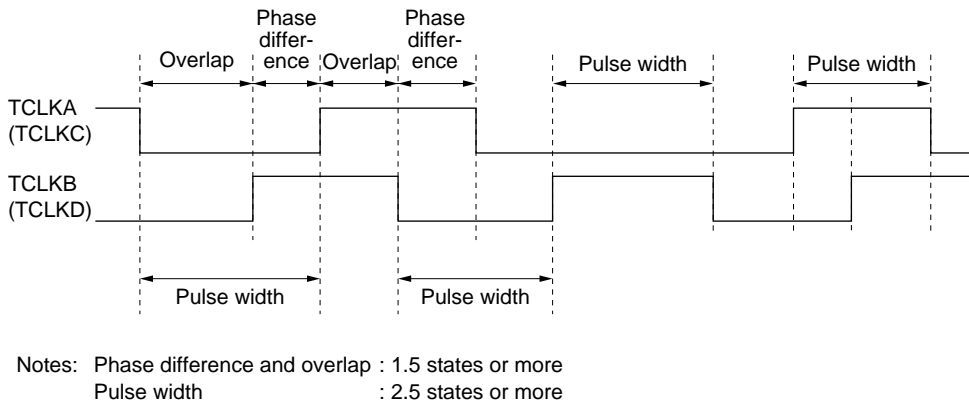 Phase
differ-
ence
Phase
differ-
ence
Overlap
Overlap
Pulse width
Pulse width
TCLKA
(TCLKC)
TCLKB
(TCLKD)
Pulse width
Pulse width
Notes: Phase difference and overlap : 1.5 states or more
Pulse width : 2.5 states or more